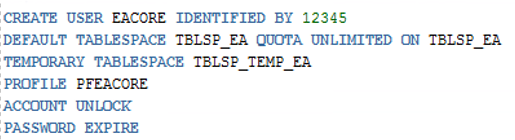 CREATE USER EACORE IDENTIFIED BY 12345
DEFAULT TABLESPACE TBLSP_EA QUOTA UNLIMITED ON TBLSP_EA
TEMPORARY TABLESPACE TBLSP_TEMP_EA
PROFILE PFEACORE
ACCOUNT UNLOCK
PASSWORD EXPIRE